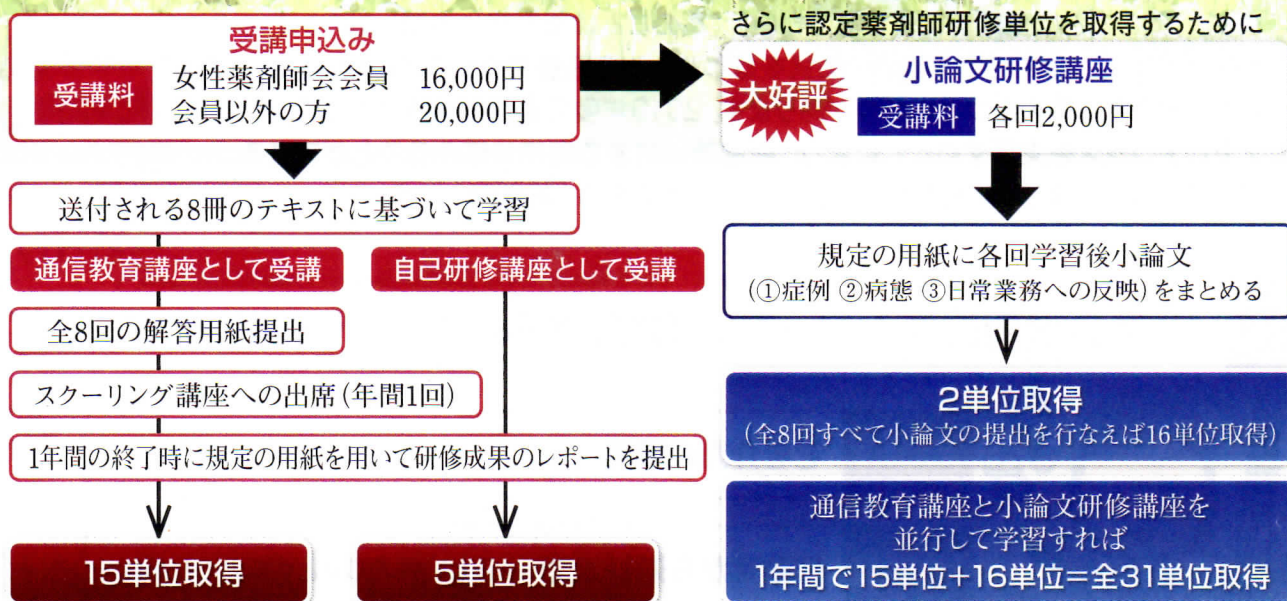 受講申込み
受講料
女性薬剤師会会員 16,000円
会員以外の方 20,000円
送付される8冊のテキストに基づいて学習
通信教育講座として受講
自己研修講座として受講
全8回の解答用紙提出
スクーリング講座への出席(年間1回)
1年間の終了時に規定の用紙を用いて研修成果のレポートを提出
15単位取得
5単位取得
さらに認定薬剤師研修単位を取得するために
大好評
小論文研修講座
受講料 各回2,000円
規定の用紙に各回学習後小論文
(①症例 ②病態 ③日常業務への反映)をまとめる
2単位取得
(全8回すべて小論文の提出を行なえば16単位取得)
通信教育講座と小論文研修講座を
並行して学習すれば
1年間で15単位+16単位=全31単位取得